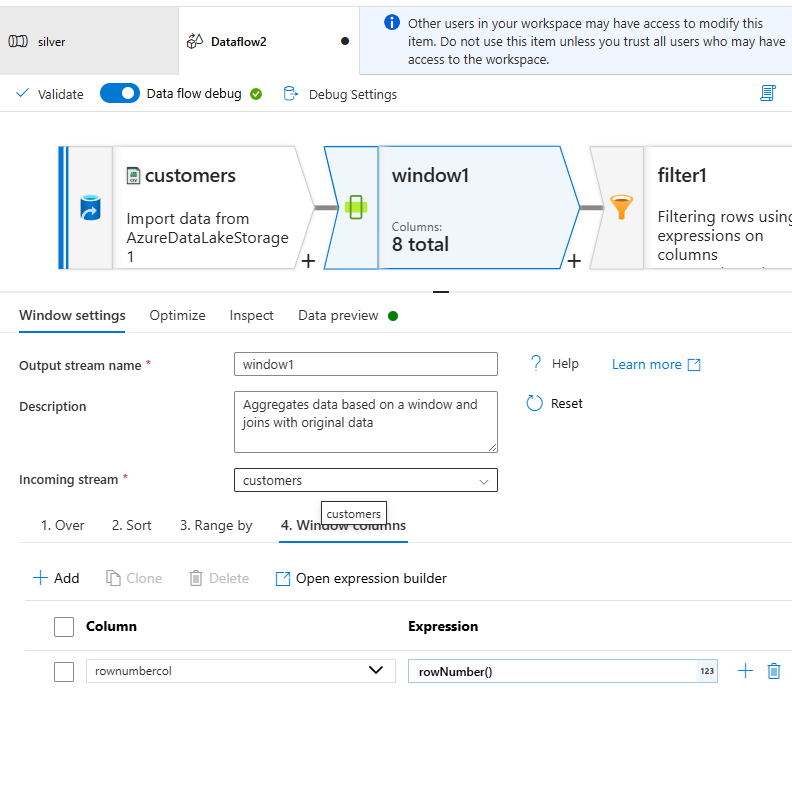 silver
Dataflow2
Other users in your workspace may have access to modify this
item. Do not use this item unless you trust all users who may have
access to the workspace.
Validate
Data flow debug
Debug Settings
customers
Import data from
AzureDataLakeStorage
1
+
window1
Columns:
8 total
+
filter1
Filtering rows using
expressions on
columns
Window settings
Optimize
Inspect
Data preview
Output stream name *
window1
? Help
Learn more
Description
Aggregates data based on a window and
joins with original data
Reset
Incoming stream *
customers
customers
1. Over
2. Sort
3. Range by
4. Window columns
+ Add
Clone
Delete
Open expression builder
Column
Expression
rownumbercol
rowNumber()
123